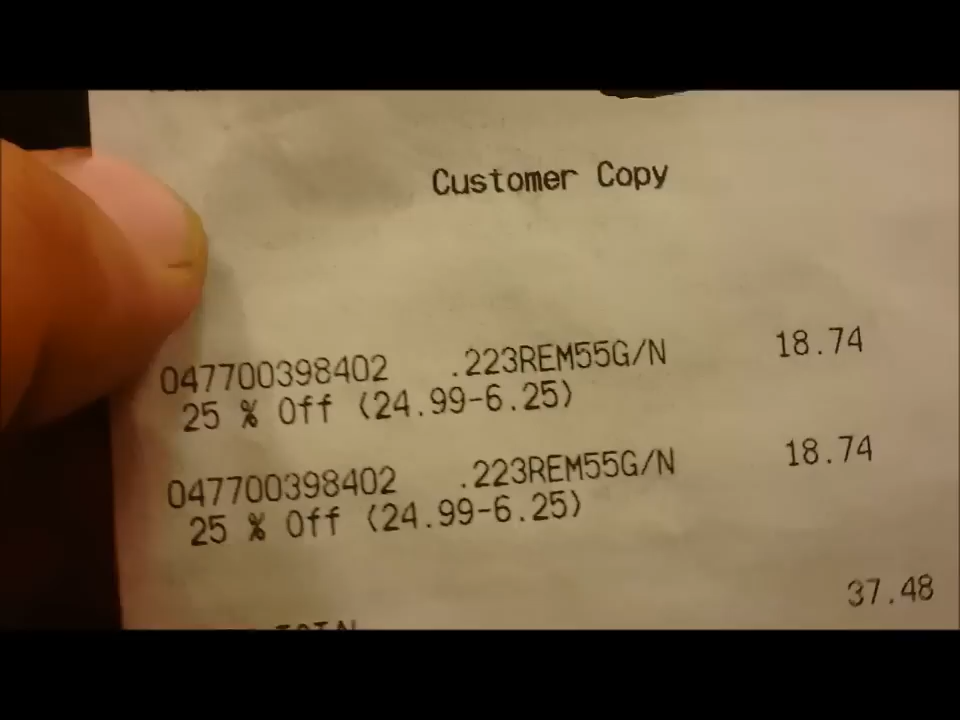 Customer Copy
047700398402 .223REM55G/N 18.74
25 % Off (24.99-6.25)
047700398402 .223REM55G/N 18.74
25 % Off (24.99-6.25)
37.48